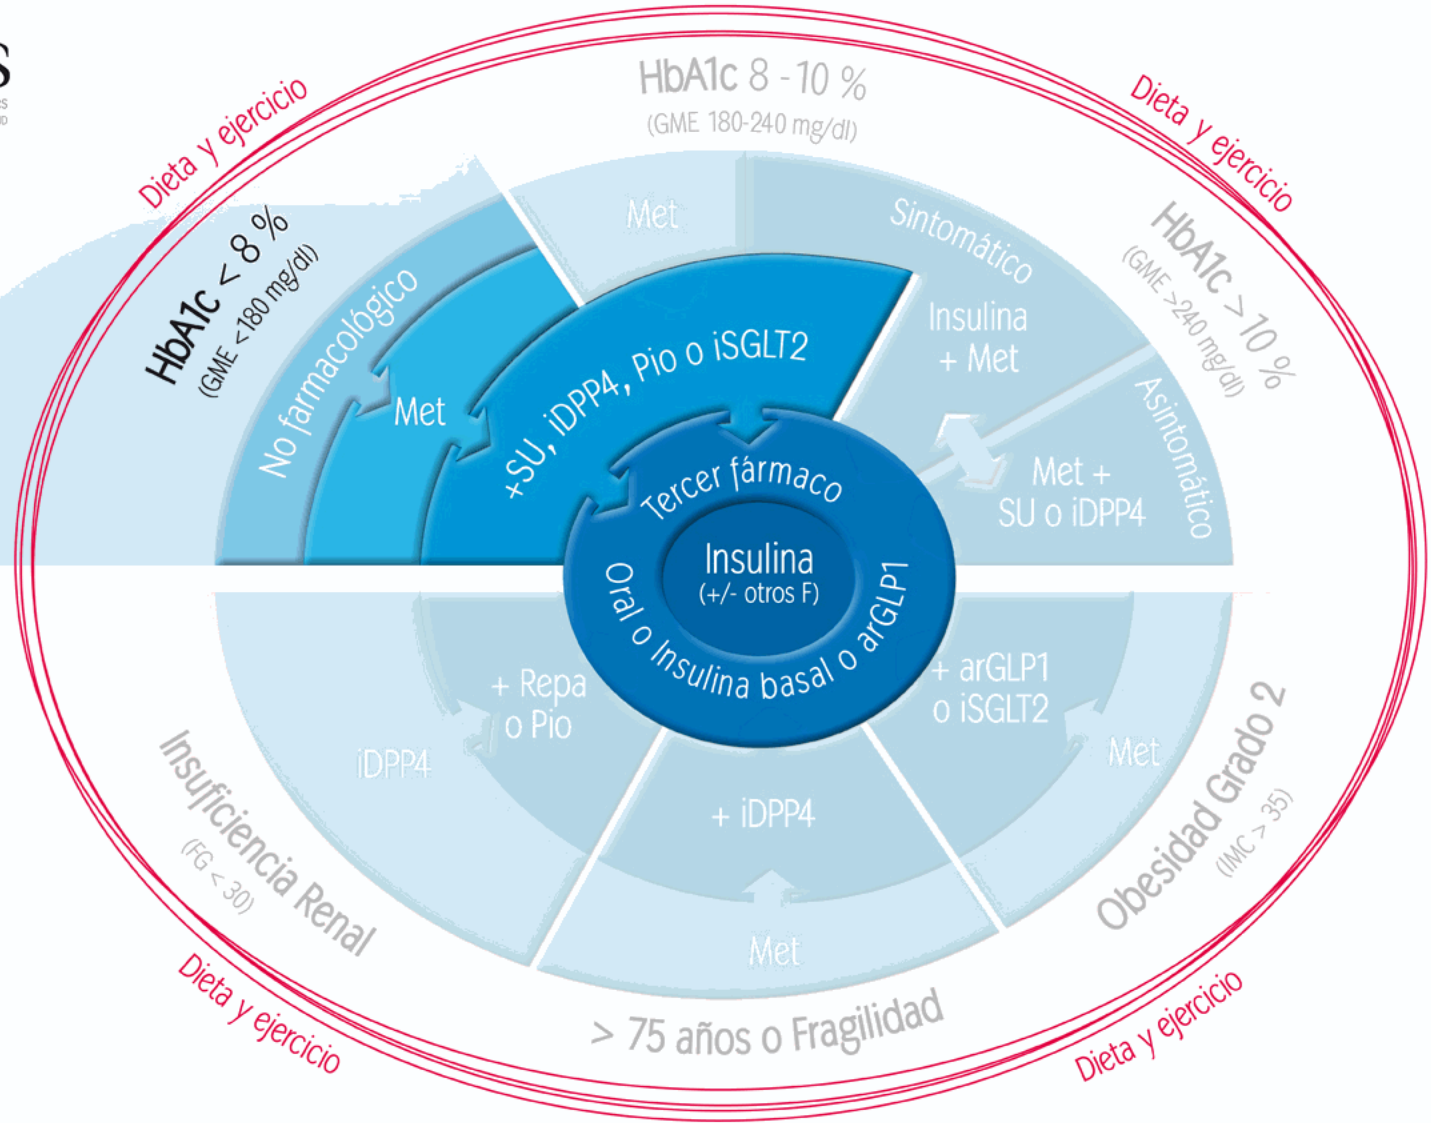 Dieta y ejercicio
HbA1c 8 - 10 %
(GME 180-240 mg/dl)
Dieta y ejercicio
HbA1c < 8 %
(GME <180 mg/dl)
HbA1c > 10 %
(GME >240 mg/dl)
No farmacológico
Met
+SU, iDPP4, Pio o iSGLT2
Met
Sintomático
Insulina
+ Met
Asintomático
Met +
SU o iDPP4
Tercer fármaco
Oral o Insulina basal o arGLP1
Insulina
(+/- otros F)
iDPP4
+ Repa
o Pio
+ iDPP4
Met
+ arGLP1
o iSGLT2
Met
Insuficiencia Renal
(FG < 30)
> 75 años o Fragilidad
Obesidad Grado 2
(IMC > 35)
Dieta y ejercicio
Dieta y ejercicio